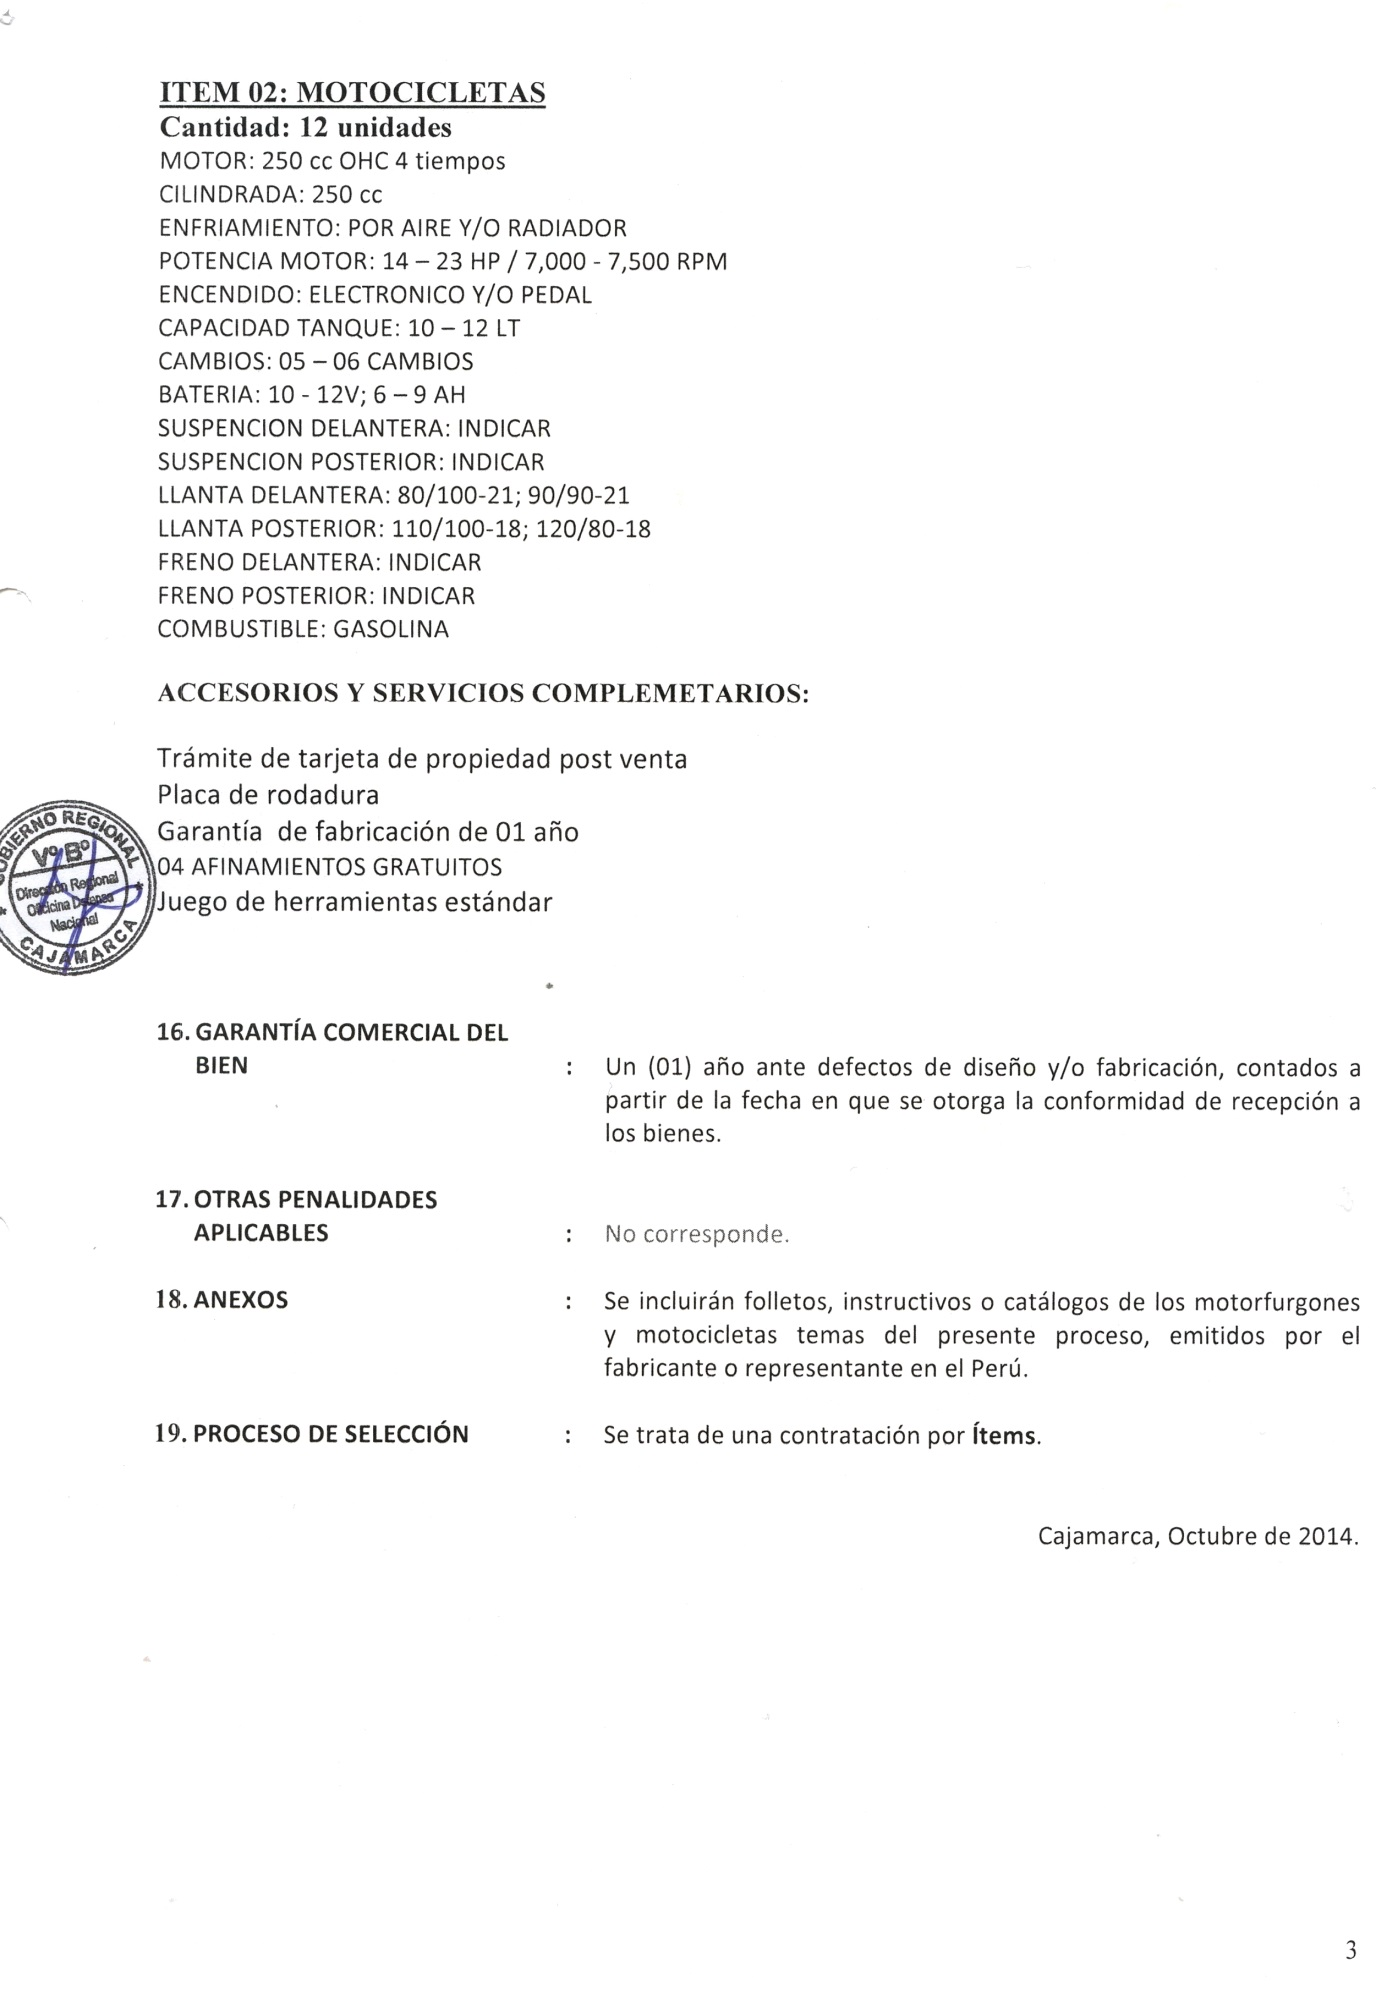 ITEM 02: MOTOCICLETAS
Cantidad: 12 unidades
MOTOR: 250 cc OHC 4 tiempos
CILINDRADA: 250 cc
ENFRIAMIENTO: POR AIRE Y/O RADIADOR
POTENCIA MOTOR: 14 – 23 HP / 7,000 - 7,500 RPM
ENCENDIDO: ELECTRONICO Y/O PEDAL
CAPACIDAD TANQUE: 10 – 12 LT
CAMBIOS: 05 – 06 CAMBIOS
BATERIA: 10 - 12V; 6 – 9 AH
SUSPENCION DELANTERA: INDICAR
SUSPENCION POSTERIOR: INDICAR
LLANTA DELANTERA: 80/100-21; 90/90-21
LLANTA POSTERIOR: 110/100-18; 120/80-18
FRENO DELANTERA: INDICAR
FRENO POSTERIOR: INDICAR
COMBUSTIBLE: GASOLINA
ACCESORIOS Y SERVICIOS COMPLEMETARIOS:
Trámite de tarjeta de propiedad post venta
Placa de rodadura
Garantía de fabricación de 01 año
04 AFINAMIENTOS GRATUITOS
Juego de herramientas estándar
REGIONAL
VºBº
Dirección Regional
Nacional
CAJAMARCA
16. GARANTÍA COMERCIAL DEL
BIEN : Un (01) año ante defectos de diseño y/o fabricación, contados a
partir de la fecha en que se otorga la conformidad de recepción a
los bienes.
17. OTRAS PENALIDADES
APLICABLES : No corresponde.
18. ANEXOS : Se incluirán folletos, instructivos o catálogos de los motorfurgones
y motocicletas temas del presente proceso, emitidos por el
fabricante o representante en el Perú.
19. PROCESO DE SELECCIÓN : Se trata de una contratación por Ítems.
Cajamarca, Octubre de 2014.
3